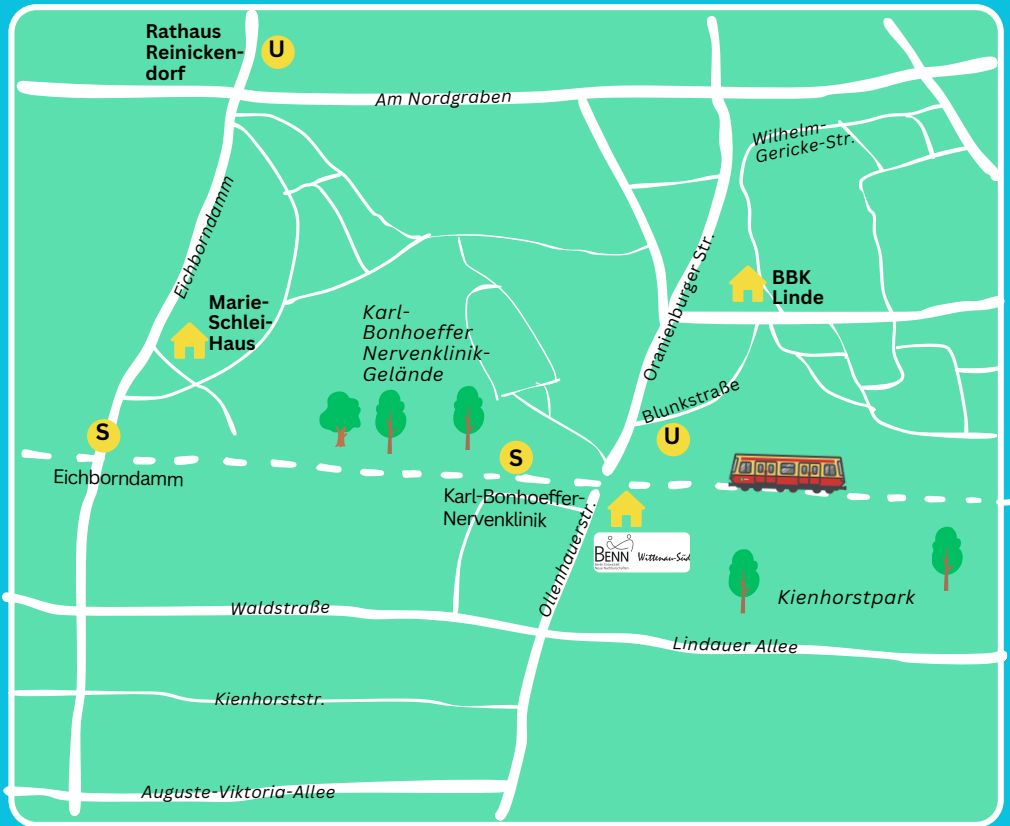 Rathaus
Reinicken-
dorf
U
Am Nordgraben
Wilhelm-
Gericke-Str.
Eichborndamm
Oranienburger Str.
BBK
Linde
Marie-
Schlei-
Haus
Karl-
Bonhoeffer
Nervenklinik-
Gelände
Blunkstraße
U
S
S
Eichborndamm
Karl-Bonhoeffer-
Nervenklinik
Ollenhauerstr.
BENN Wittenau-Süd
Kienhorstpark
Waldstraße
Lindauer Allee
Kienhorststr.
Auguste-Viktoria-Allee